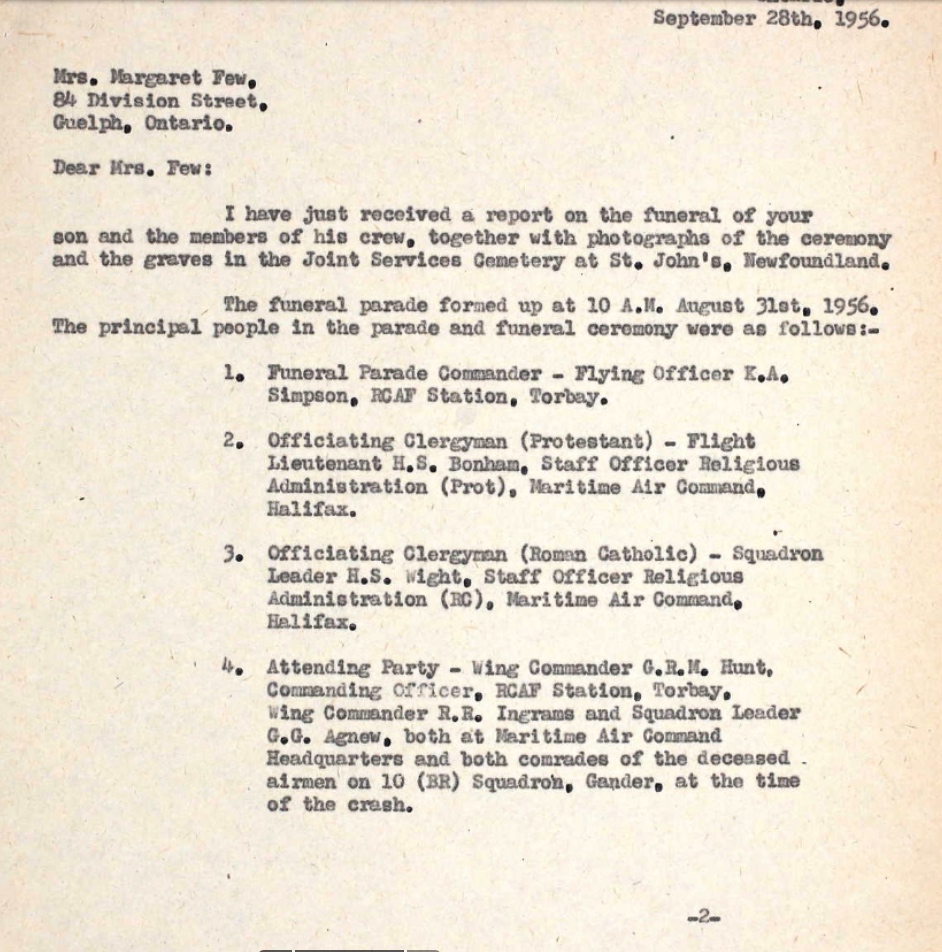 Ontario,
September 28th, 1956.
Mrs. Margaret Few,
84 Division Street,
Guelph, Ontario.
Dear Mrs. Few:
I have just received a report on the funeral of your
son and the members of his crew, together with photographs of the ceremony
and the graves in the Joint Services Cemetery at St. John's, Newfoundland.
The funeral parade formed up at 10 A.M. August 31st, 1956.
The principal people in the parade and funeral ceremony were as follows:-
1. Funeral Parade Commander - Flying Officer K.A.
Simpson, RCAF Station, Torbay.
2. Officiating Clergyman (Protestant) - Flight
Lieutenant H.S. Bonham, Staff Officer Religious
Administration (Prot), Maritime Air Command,
Halifax.
3. Officiating Clergyman (Roman Catholic) - Squadron
Leader H.S. Wight, Staff Officer Religious
Administration (RC), Maritime Air Command,
Halifax.
4. Attending Party - Wing Commander G.R.M. Hunt,
Commanding Officer, RCAF Station, Torbay.
Wing Commander R.R. Ingrams and Squadron Leader
G.G. Agnew, both at Maritime Air Command
Headquarters and both comrades of the deceased
airmen on 10 (BR) Squadron, Gander, at the time
of the crash.
-2-